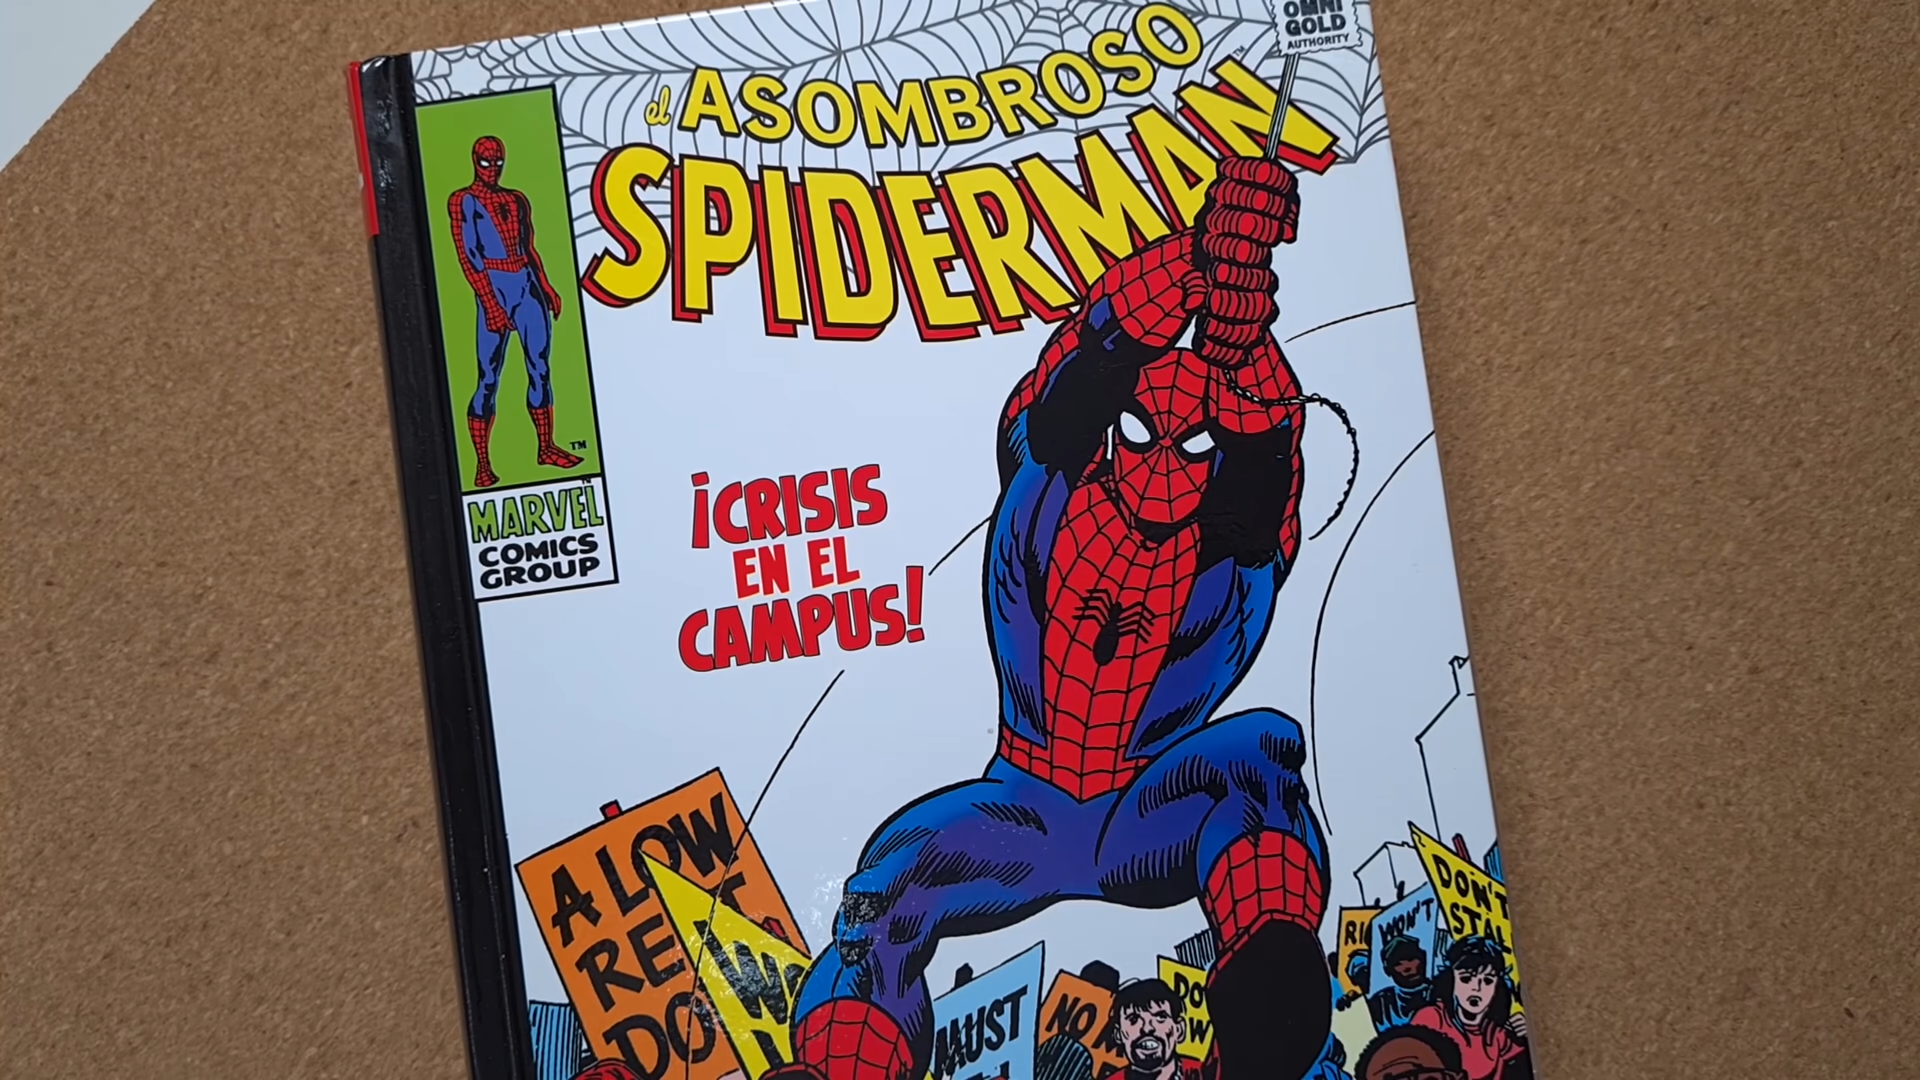 OMNI
GOLD
AUTHORITY
el ASOMBROSO
SPIDERMAN
TM
TM
MARVEL
COMICS
GROUP
¡CRISIS
EN EL
CAMPUS!
A LOW
DON'T
STAL
WON'T
MUST
NO
DO
W